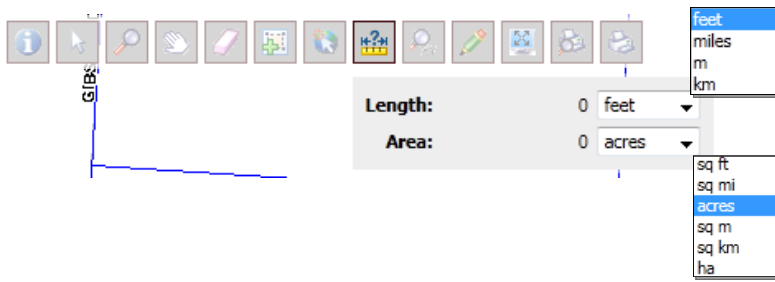 feet
miles
m
km
GIBS
Length: 0 feet
Area: 0 acres
sq ft
sq mi
acres
sq m
sq km
ha